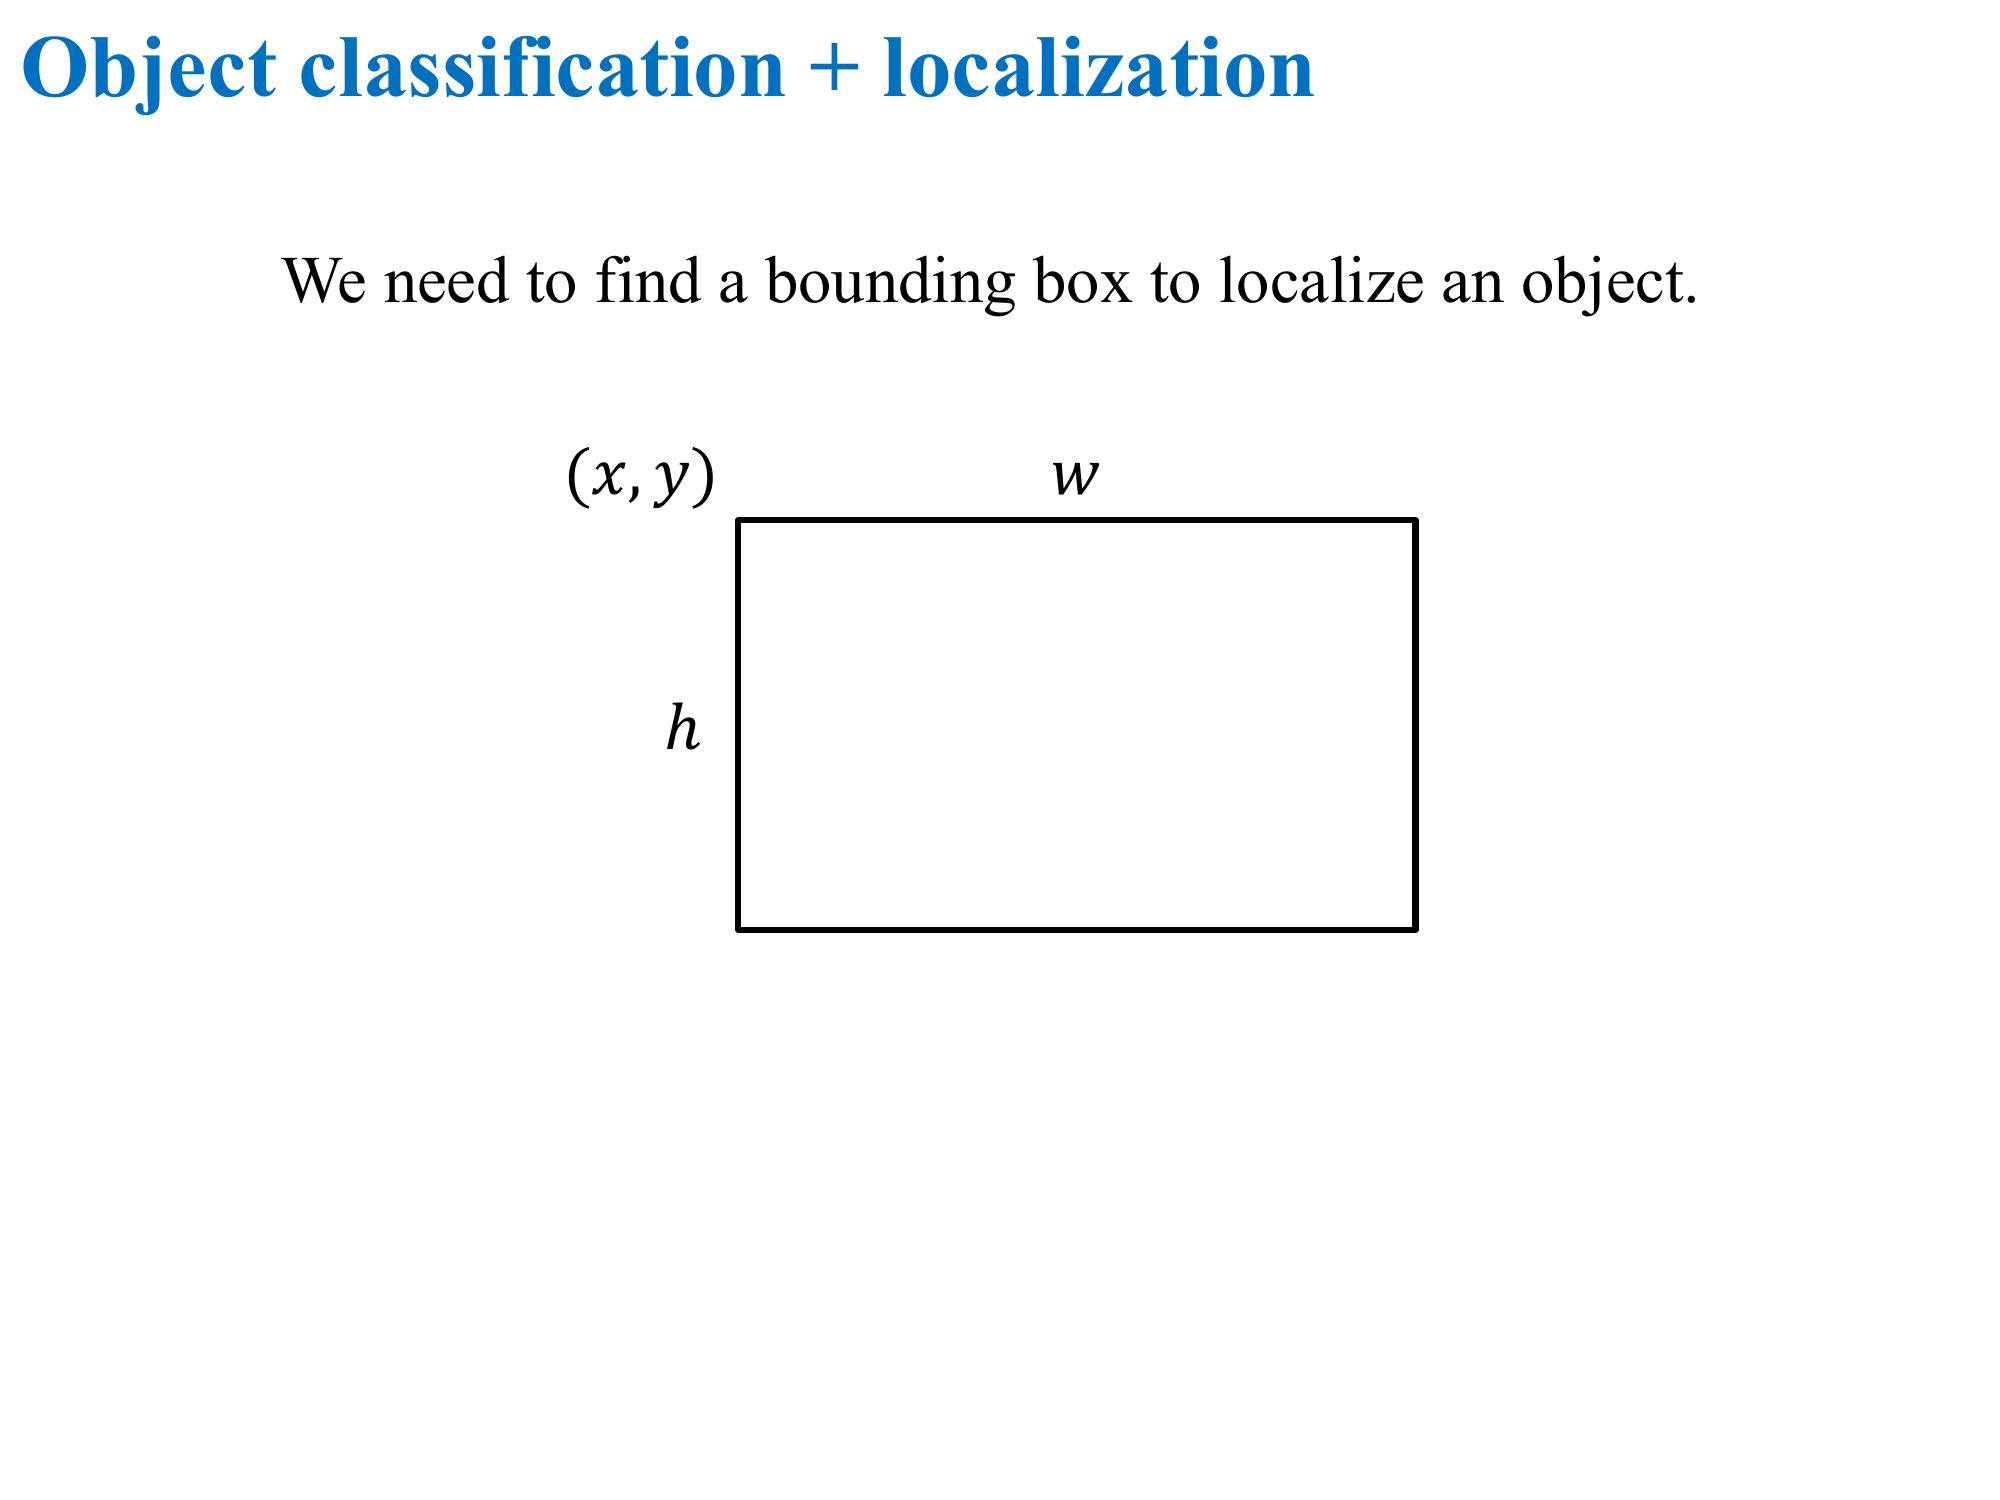 Object classification + localization
We need to find a bounding box to localize an object.
(x, y) w
h